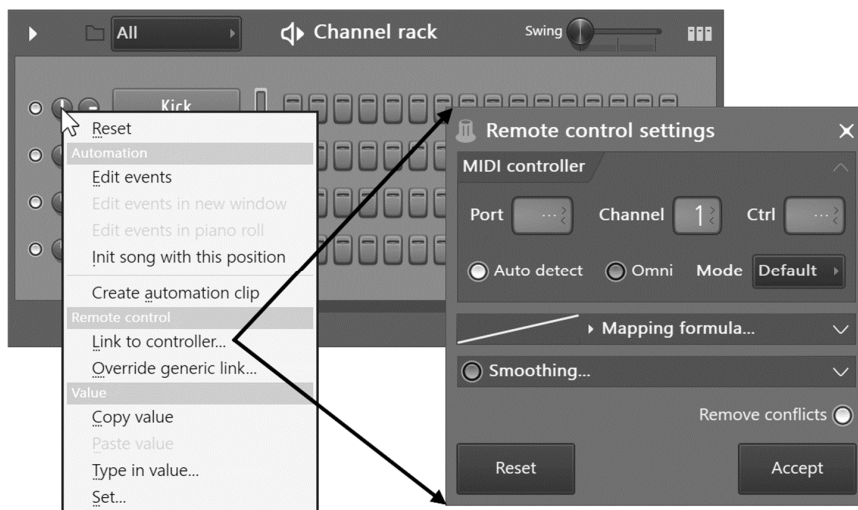 All
Channel rack
Swing
Kick
Reset
Automation
Edit events
Edit events in new window
Edit events in piano roll
Init song with this position
Create automation clip
Remote control
Link to controller...
Override generic link...
Value
Copy value
Paste value
Type in value...
Set...
Remote control settings
MIDI controller
Port ... Channel 1 Ctrl ...
Auto detect Omni Mode Default
Mapping formula...
Smoothing...
Remove conflicts
Reset Accept